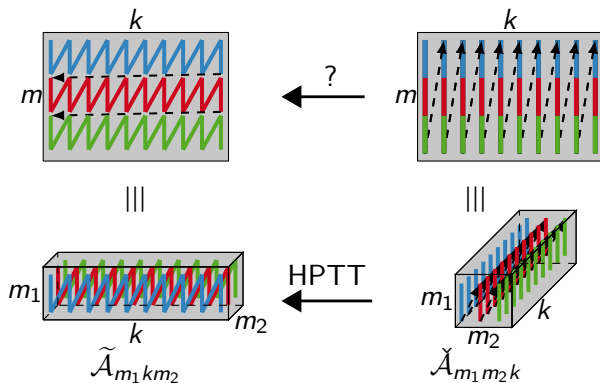 k k
m ? m
||| |||
m₁ HPTT m₁
k m₂ m₂ k
𝒜̃ₘ₁ₖₘ₂ 𝒜̌ₘ₁ₘ₂ₖ